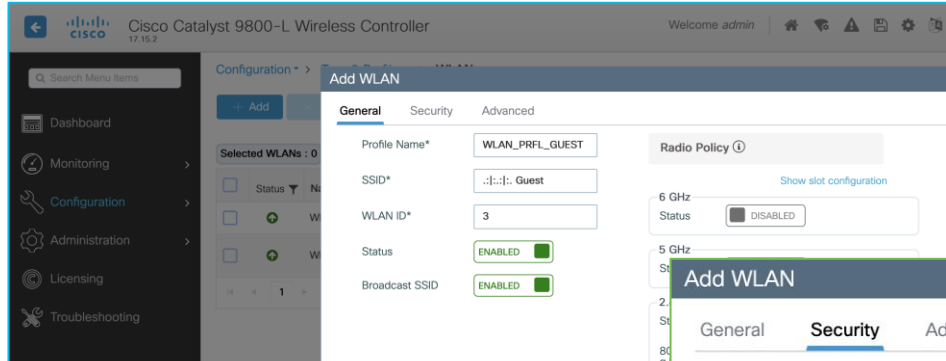 CISCO
Cisco Catalyst 9800-L Wireless Controller
17.15.2
Welcome admin
Search Menu Items
Dashboard
Monitoring
Configuration
Administration
Licensing
Troubleshooting
Configuration
+ Add
Selected WLANs : 0
Status
1
Add WLAN
General Security Advanced
Profile Name* WLAN_PRFL_GUEST
SSID* .:|:.:|:. Guest
WLAN ID* 3
Status ENABLED
Broadcast SSID ENABLED
Radio Policy
Show slot configuration
6 GHz
Status DISABLED
5 GHz
Add WLAN
General Security